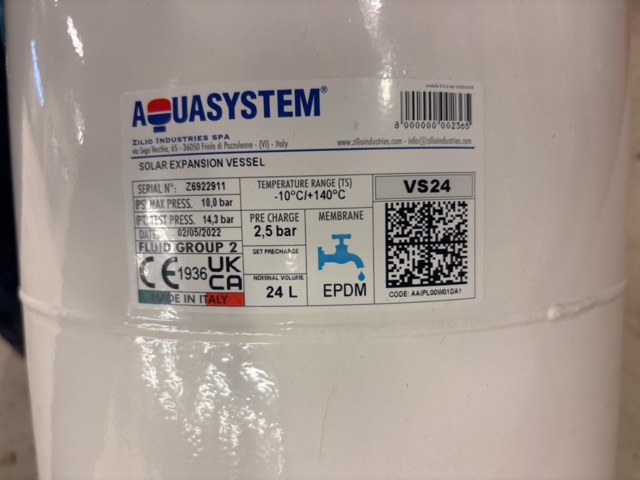 AQUASYSTEM®
ZILIO INDUSTRIES SPA
via Sega Vecchia, 65 - 36050 Friola di Pozzoleone - (VI) - Italy
www.zilioindustries.com - info@zilioindustries.com
8 000000 002365
SOLAR EXPANSION VESSEL
SERIAL N°: Z6922911
(PS) MAX PRESS. 10,0 bar
(PT) TEST PRESS. 14,3 bar
DATE: 02/05/2022
FLUID GROUP 2
CE 1936 UK CA
MADE IN ITALY
TEMPERATURE RANGE (TS)
-10°C/+140°C
PRE CHARGE
2,5 bar
SET PRECHARGE
NOMINAL VOLUME
24 L
MEMBRANE
EPDM
VS24
CODE: AAIPL00W01DA1